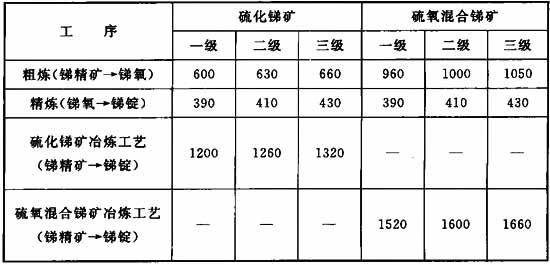 工 序 硫化锑矿 硫氧混合锑矿
一级 二级 三级 一级 二级 三级
粗炼(锑精矿→锑氧) 600 630 660 960 1000 1050
精炼(锑氧→锑锭) 390 410 430 390 410 430
硫化锑矿冶炼工艺
(锑精矿→锑锭) 1200 1260 1320 — — —
硫氧混合锑矿冶炼工艺
(锑精矿→锑锭) — — — 1520 1600 1660